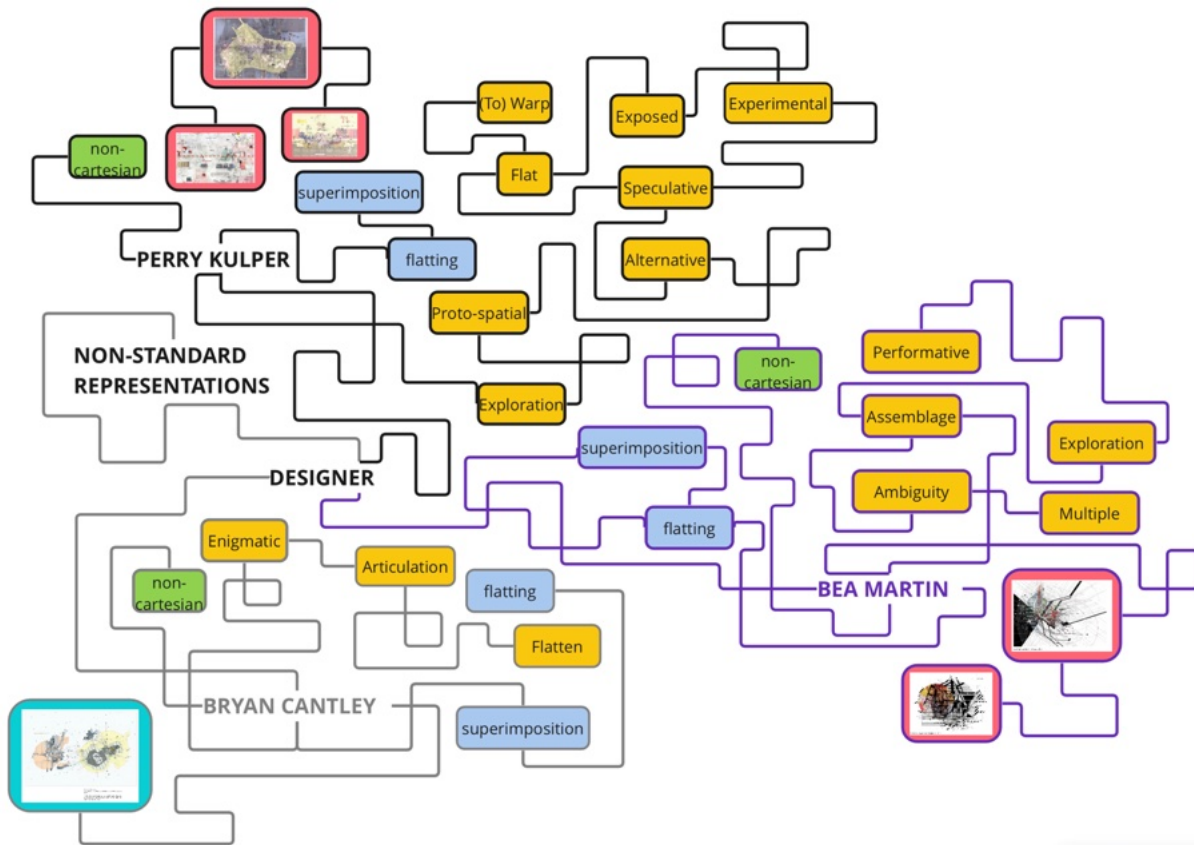 (To) Warp
Exposed
Experimental
non-
cartesian
Flat
Speculative
superimposition
PERRY KULPER
flatting
Alternative
Proto-spatial
NON-STANDARD
REPRESENTATIONS
Exploration
non-
cartesian
Performative
Assemblage
Exploration
superimposition
DESIGNER
Ambiguity
Multiple
flatting
Enigmatic
Articulation
non-
cartesian
flatting
BEA MARTIN
Flatten
BRYAN CANTLEY
superimposition